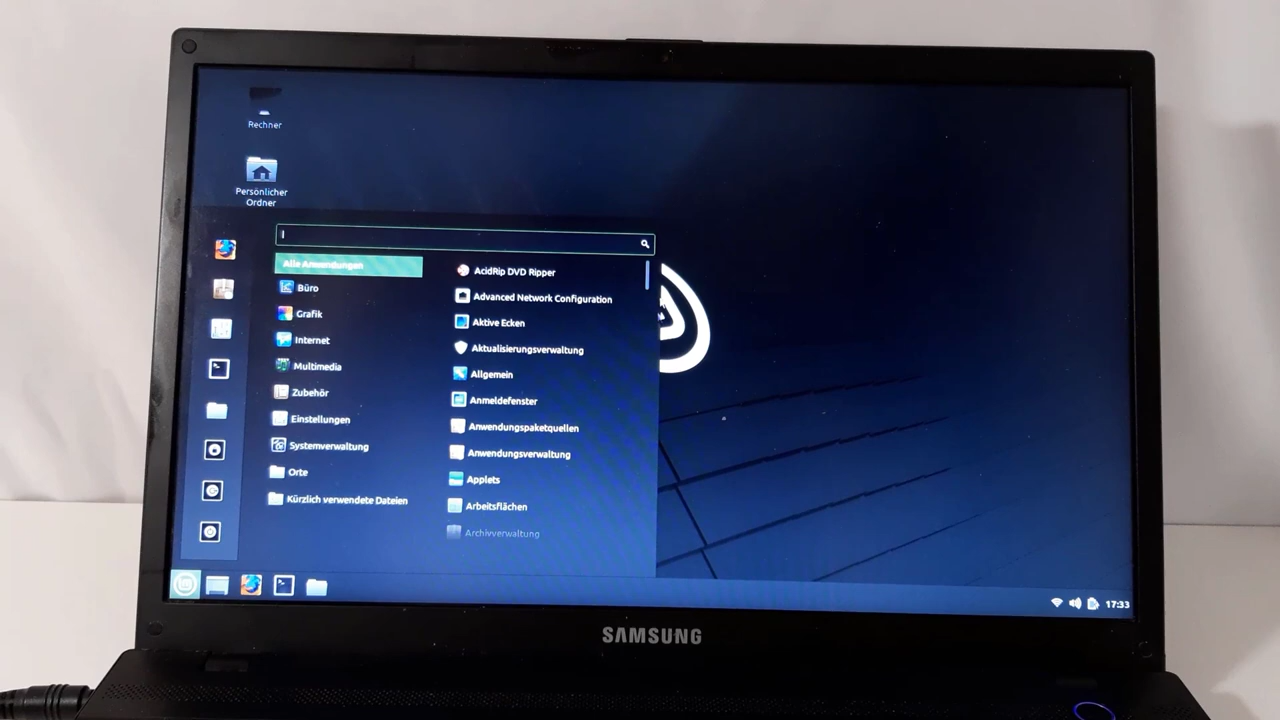 Rechner
Persönlicher
Ordner
Alle Anwendungen
Büro
Grafik
Internet
Multimedia
Zubehör
Einstellungen
Systemverwaltung
Orte
Kürzlich verwendete Dateien
AcidRip DVD Ripper
Advanced Network Configuration
Aktive Ecken
Aktualisierungsverwaltung
Allgemein
Anmeldefenster
Anwendungspaketquellen
Anwendungsverwaltung
Applets
Arbeitsflächen
Archivverwaltung
17:33
SAMSUNG